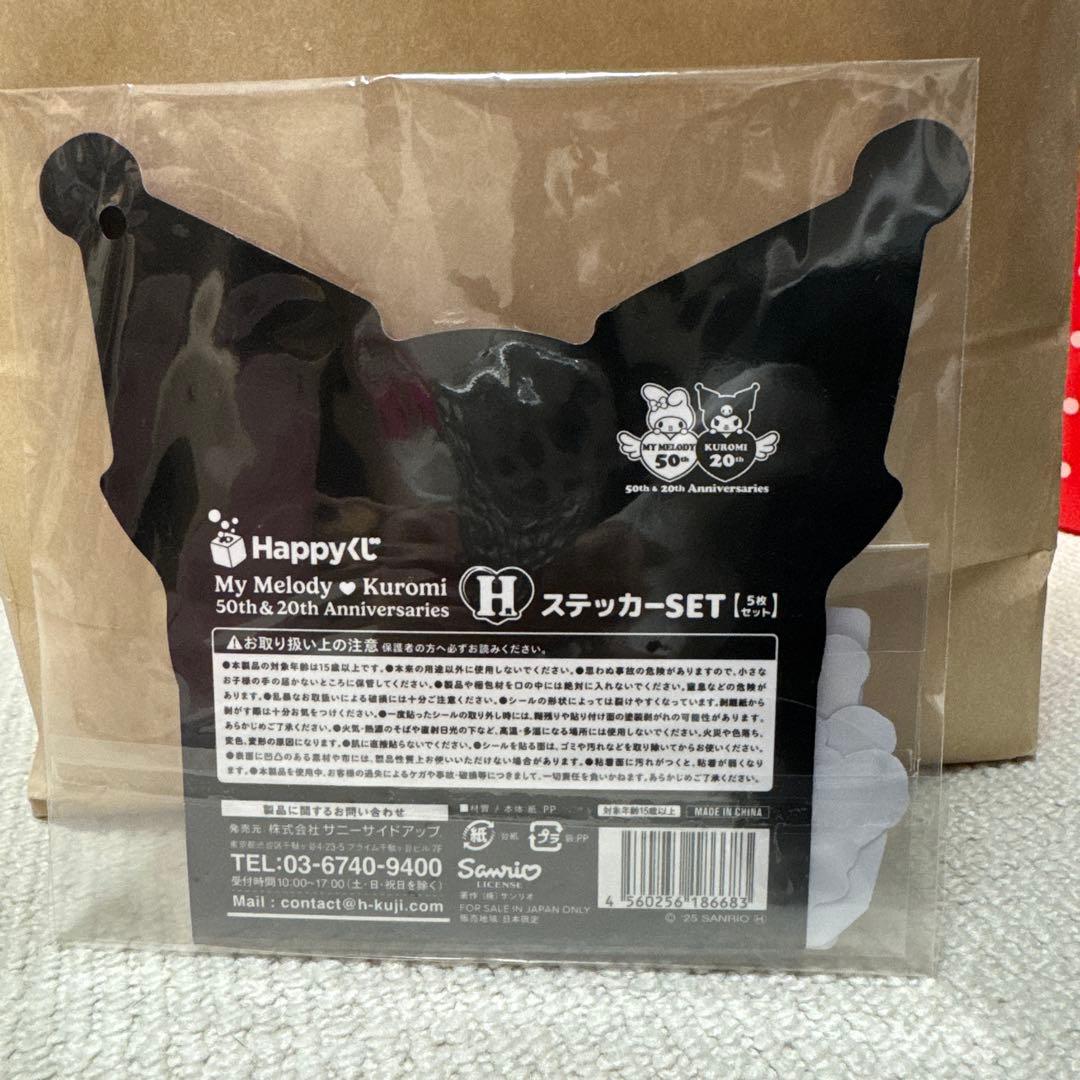 MY MELODY
50th
KUROMI
20th
50th & 20th Anniversaries
Happyくじ
My Melody ♥ Kuromi
50th & 20th Anniversaries
H
ステッカーSET【5枚セット】
お取り扱い上の注意 保護者の方へ必ずお読みください。
●本製品の対象年齢は15歳以上です。●本来の用途以外に使用しないでください。●思わぬ事故の危険がありますので、小さな
お子様の手の届かないところに保管してください。●製品や梱包材を口の中には絶対に入れないでください。窒息などの危険が
あります。●乱暴なお取扱いによる破損には十分ご注意ください。●シールの形状によっては裂けやすくなっています。剥離紙から
剥がす際は十分お気をつけください。●一度貼ったシールの取り外し時には、糊残りや貼り付け面の塗装剥がれの可能性があります。
あらかじめご了承ください。●火気・熱源のそばや直射日光の下など、高温・多湿になる場所には使用しないでください。火災や色落ち、
変色、変形の原因になります。●肌に直接貼らないでください。●シールを貼る面は、ゴミや汚れなどを取り除いてからお使いください。
●表面に凹凸のある素材や布には、製品性質上お使いいただけない場合があります。●粘着面に汚れがつくと、粘着が弱くなり
ます。●本製品を使用中、お客様の過失によるケガや事故・破損等につきまして、一切責任を負いかねます。あらかじめご了承ください。
製品に関するお問い合わせ
発売元:株式会社サニーサイドアップ
東京都渋谷区千駄ヶ谷4-23-5 プライム千駄ヶ谷ビル7F
TEL:03-6740-9400
受付時間10:00~17:00(土・日・祝日を除く)
Mail : contact@h-kuji.com
■材質 / 本体:紙、PP
紙 台紙
プラ 袋:PP
Sanrio
LICENSE
著作 (株)サンリオ
FOR SALE IN JAPAN ONLY
販売地域:日本限定
対象年齢15歳以上
MADE IN CHINA
4 560256 186683
© '25 SANRIO Ⓗ